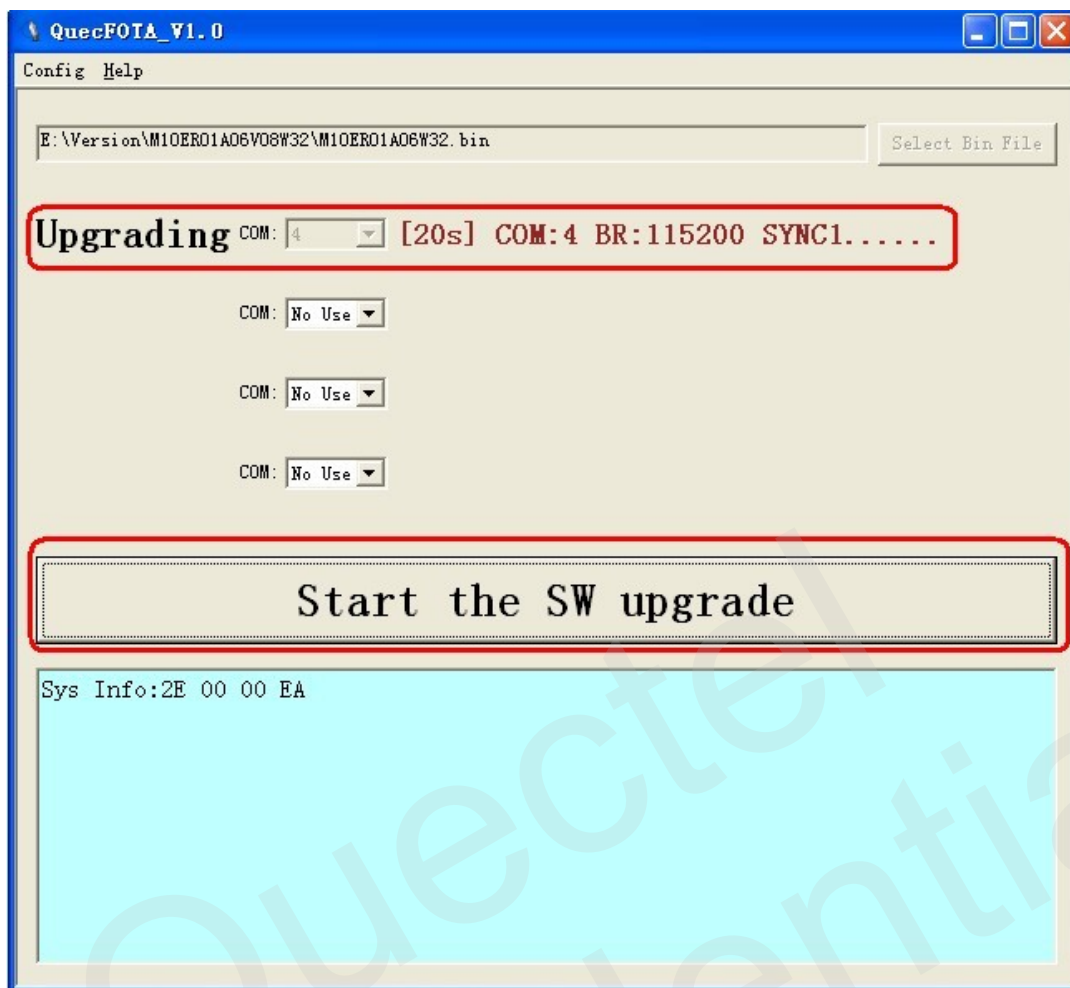 QuecFOTA_V1.0
Config Help
E:\Version\M10ER01A06V08W32\M10ER01A06W32.bin Select Bin File
Upgrading COM: 4 [20s] COM:4 BR:115200 SYNC1......
COM: No Use
COM: No Use
COM: No Use
Start the SW upgrade
Sys Info:2E 00 00 EA
Quectel